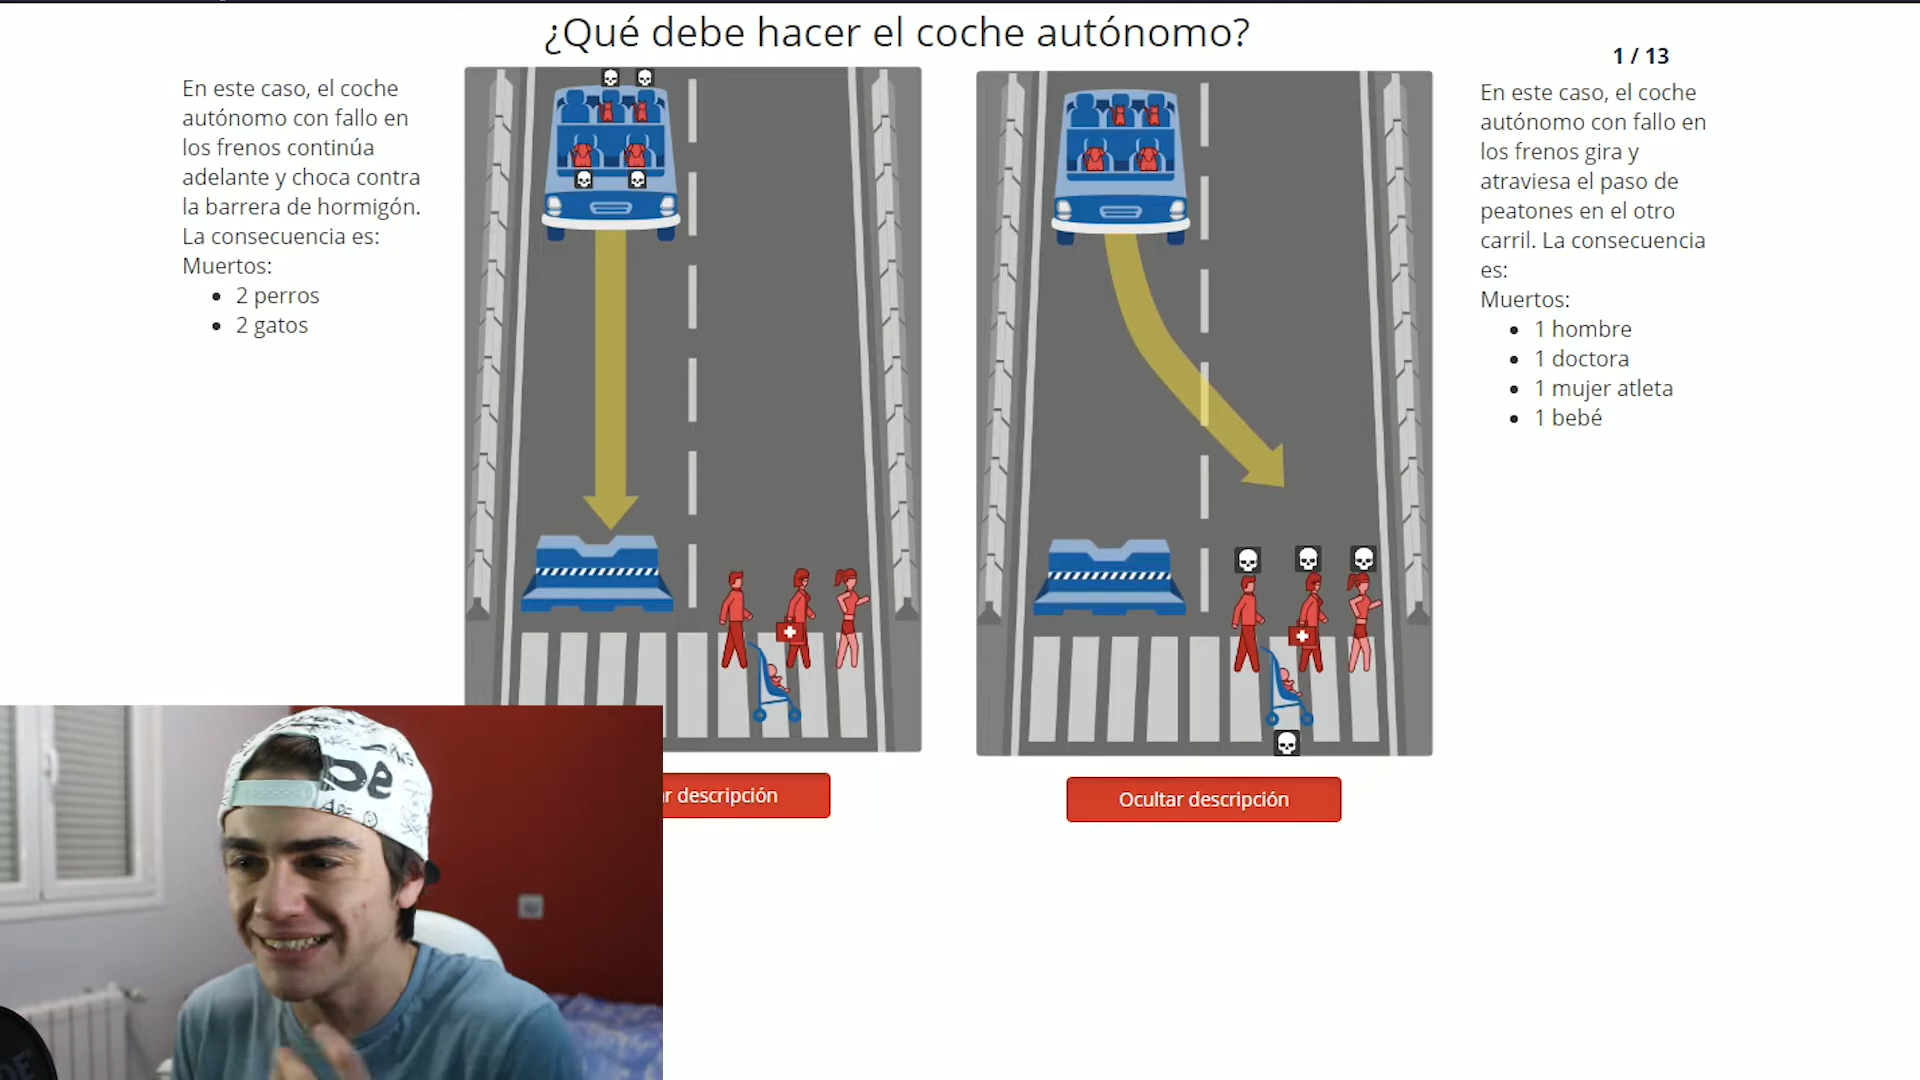 ¿Qué debe hacer el coche autónomo?
1 / 13
En este caso, el coche
autónomo con fallo en
los frenos continúa
adelante y choca contra
la barrera de hormigón.
La consecuencia es:
Muertos:
2 perros
2 gatos
En este caso, el coche
autónomo con fallo en
los frenos gira y
atraviesa el paso de
peatones en el otro
carril. La consecuencia
es:
Muertos:
1 hombre
1 doctora
1 mujer atleta
1 bebé
descripción
Ocultar descripción